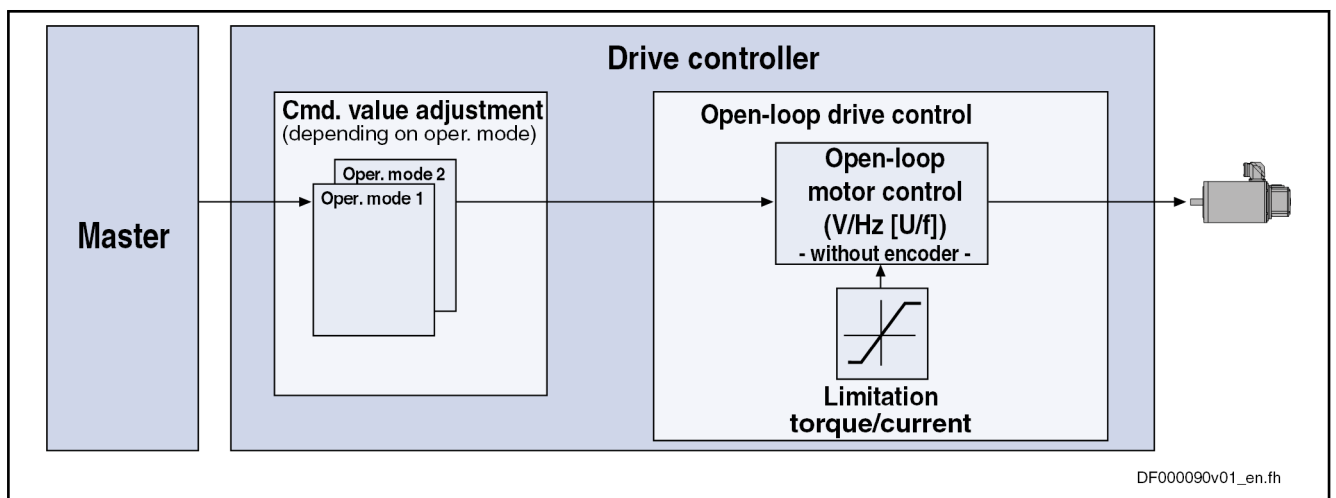 Drive controller
Master
Cmd. value adjustment
(depending on oper. mode)
Oper. mode 2
Oper. mode 1
Open-loop drive control
Open-loop
motor control
(V/Hz [U/f])
- without encoder -
Limitation
torque/current
DF000090v01_en.fh